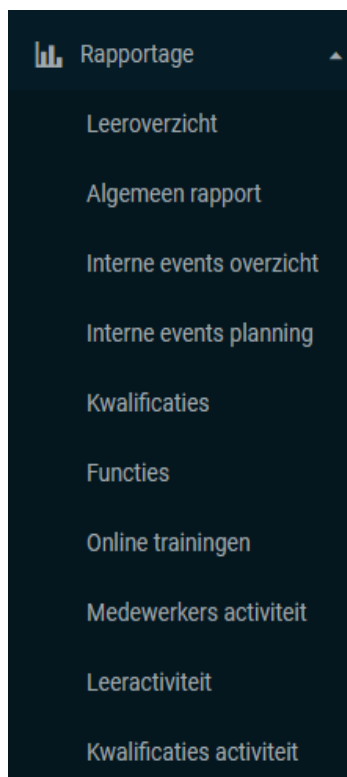 Rapportage
Leeroverzicht
Algemeen rapport
Interne events overzicht
Interne events planning
Kwalificaties
Functies
Online trainingen
Medewerkers activiteit
Leeractiviteit
Kwalificaties activiteit